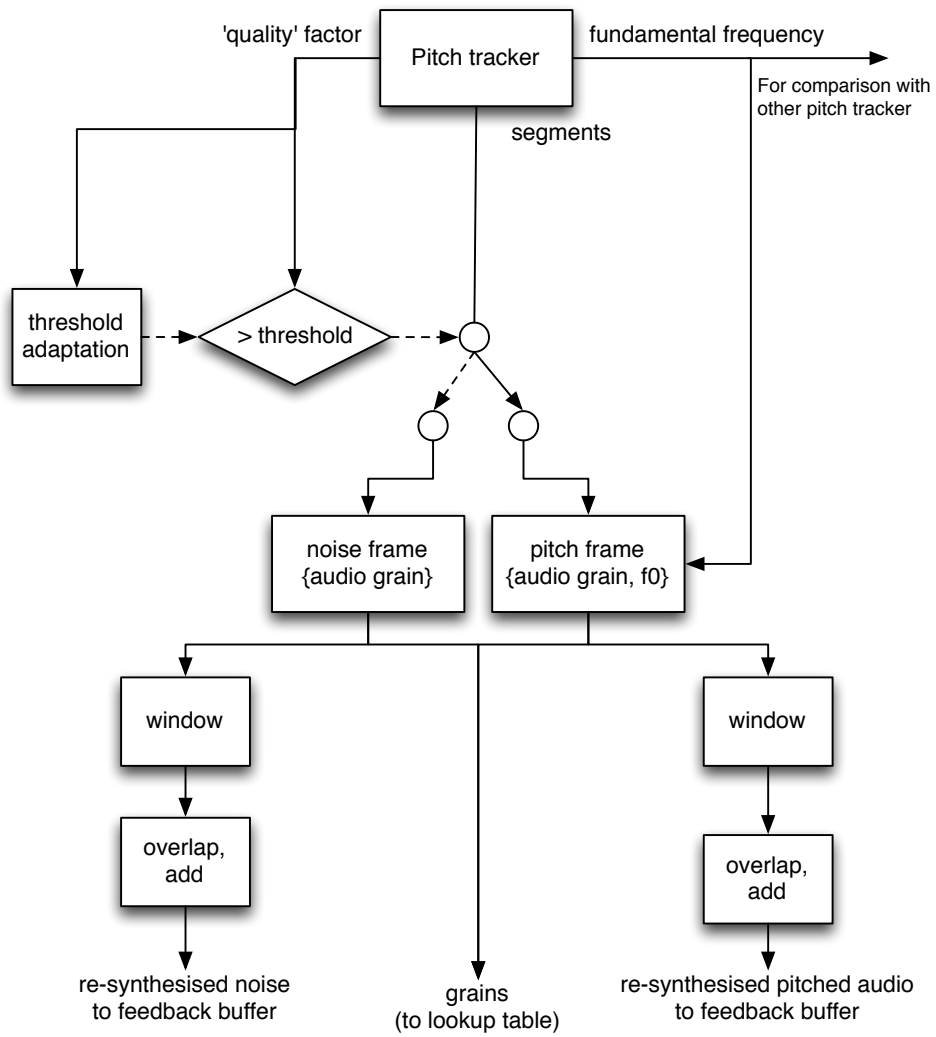 'quality' factor
Pitch tracker
fundamental frequency
For comparison with
other pitch tracker
segments
threshold
adaptation
> threshold
noise frame
{audio grain}
pitch frame
{audio grain, f0}
window
window
overlap,
add
overlap,
add
re-synthesised noise
to feedback buffer
grains
(to lookup table)
re-synthesised pitched audio
to feedback buffer